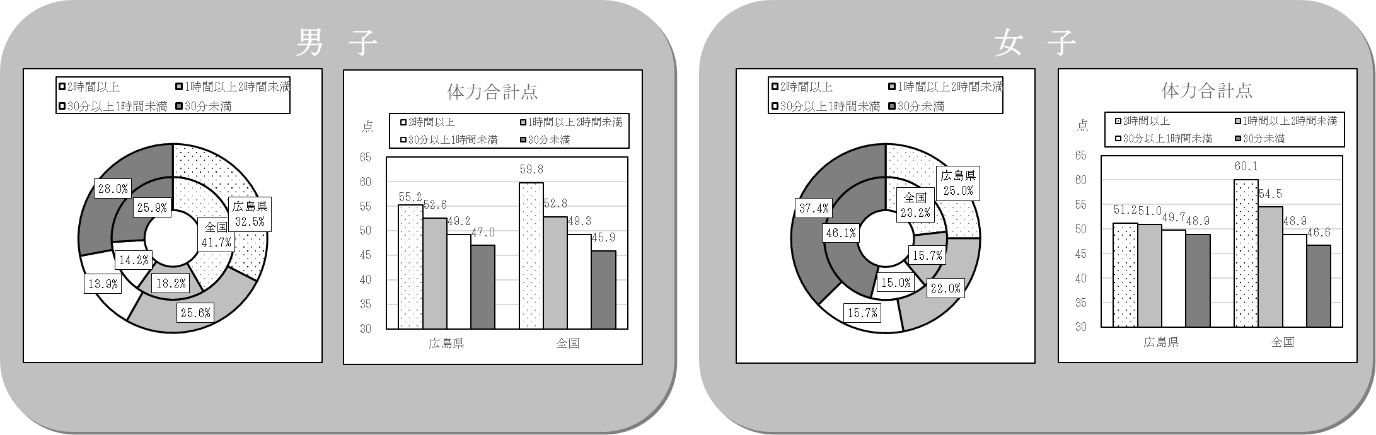 男 子
2時間以上 1時間以上2時間未満
30分以上1時間未満 30分未満
28.0%
25.9%
広島県
32.5%
全国
41.7%
14.2%
13.9%
18.2%
25.6%
体力合計点
点
2時間以上 1時間以上2時間未満
30分以上1時間未満 30分未満
65
60
55
50
45
40
35
30
55.2
52.6
49.2
47.0
59.8
52.8
49.3
45.9
広島県 全国
女 子
2時間以上 1時間以上2時間未満
30分以上1時間未満 30分未満
広島県
25.0%
全国
23.2%
37.4%
46.1%
15.7%
15.0%
22.0%
15.7%
体力合計点
点
2時間以上 1時間以上2時間未満
30分以上1時間未満 30分未満
65
60
55
50
45
40
35
30
51.2
51.0
49.7
48.9
60.1
54.5
48.9
46.6
広島県 全国